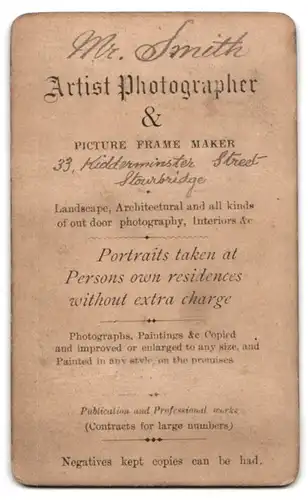 Mr. Smith
Artist Photographer
&
PICTURE FRAME MAKER
33, Kidderminster Street
Stourbridge
Landscape, Architectural and all kinds
of out door photography, Interiors &c
Portraits taken at
Persons own residences
without extra charge
Photographs, Paintings &c Copied
and improved or enlarged to any size, and
Painted in any style, on the promises
Publication and Professional works
(Contracts for large numbers)
Negatives kept copies can be had.